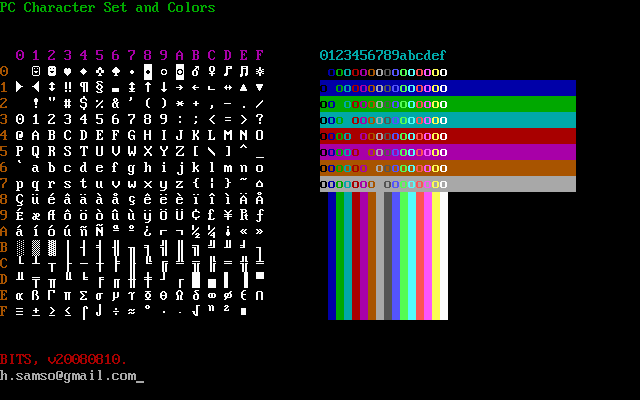 PC Character Set and Colors
0 1 2 3 4 5 6 7 8 9 A B C D E F
0123456789abcdef
0 ☺ ☻ ♥ ♦ ♣ ♠ • ◘ ○ ◙ ♂ ♀ ♪ ♫ ☼
1 ► ◄ ↕ ‼ ¶ § ▬ ↨ ↑ ↓ → ← ∟ ↔ ▲ ▼
2 ! " # $ % & ' ( ) * + , - . /
3 0 1 2 3 4 5 6 7 8 9 : ; < = > ?
4 @ A B C D E F G H I J K L M N O
5 P Q R S T U V W X Y Z [ \ ] ^ _
6 ` a b c d e f g h i j k l m n o
7 p q r s t u v w x y z { ¦ } ~ ⌂
8 Ç ü é â ä à å ç ê ë è ï î ì Ä Å
9 É æ Æ ô ö ò û ù ÿ Ö Ü ¢ £ ¥ ₧ ƒ
A á í ó ú ñ Ñ ª º ¿ ⌐ ¬ ½ ¼ ¡ « »
B ░ ▒ ▓ │ ┤ ╡ ╢ ╖ ╕ ╣ ║ ╗ ╝ ╜ ╛ ┐
C └ ┴ ┬ ├ ─ ┼ ╞ ╟ ╚ ╔ ╩ ╦ ╠ ═ ╬ ╧
D ╨ ╤ ╥ ╙ ╘ ╒ ╓ ╫ ╪ ┘ ┌ █ ▄ ▌ ▐ ▀
E α ß Γ π Σ σ µ τ Φ Θ Ω δ ∞ φ ε ∩
F ≡ ± ≥ ≤ ⌠ ⌡ ÷ ≈ ° ∙ · √ ⁿ ² ■
BITS, v20080810.
h.samso@gmail.com_